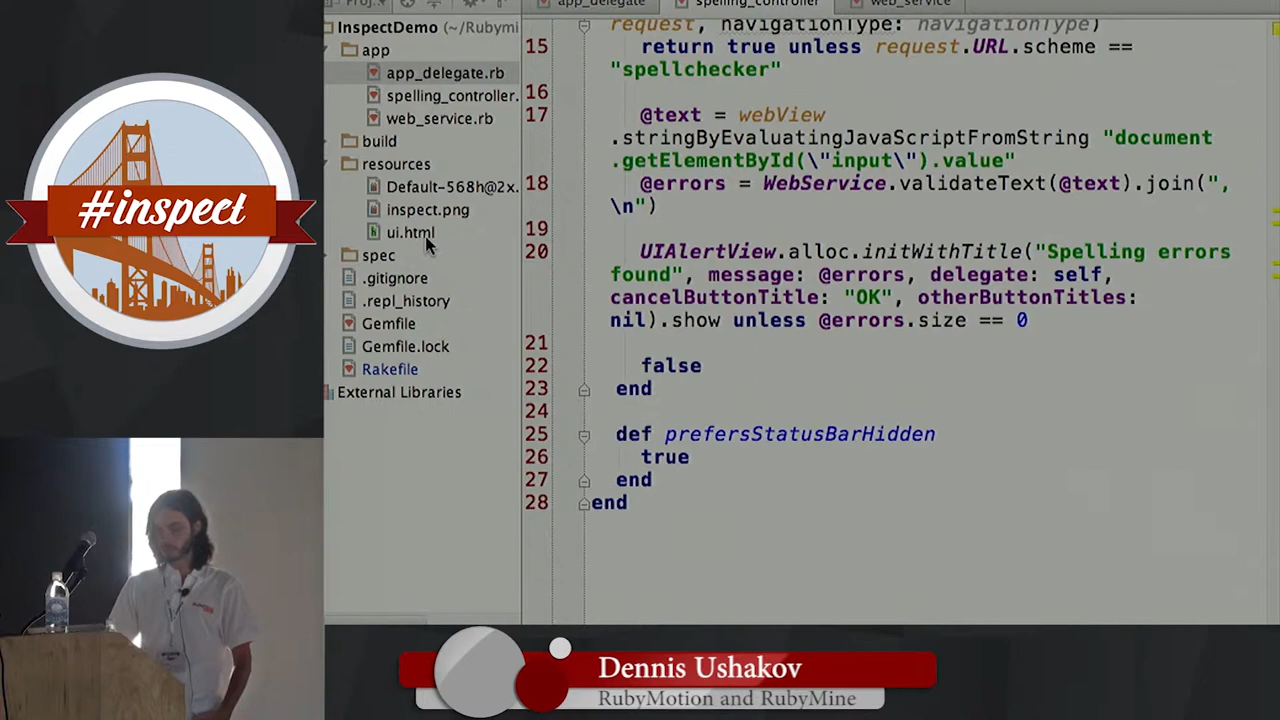 Proj...
app_delegate
spelling_controller
web_service
InspectDemo (~/Rubymi
app
app_delegate.rb
spelling_controller.
web_service.rb
build
resources
Default-568h@2x.
inspect.png
ui.html
spec
.gitignore
.repl_history
Gemfile
Gemfile.lock
Rakefile
External Libraries
request, navigationType: navigationType)
15 return true unless request.URL.scheme ==
"spellchecker"
16
17 @text = webView
.stringByEvaluatingJavaScriptFromString "document
.getElementById(\"input\").value"
18 @errors = WebService.validateText(@text).join(",
\n")
19
20 UIAlertView.alloc.initWithTitle("Spelling errors
found", message: @errors, delegate: self,
cancelButtonTitle: "OK", otherButtonTitles:
nil).show unless @errors.size == 0
21
22 false
23 end
24
25 def prefersStatusBarHidden
26 true
27 end
28 end
#inspect
Dennis Ushakov
RubyMotion and RubyMine